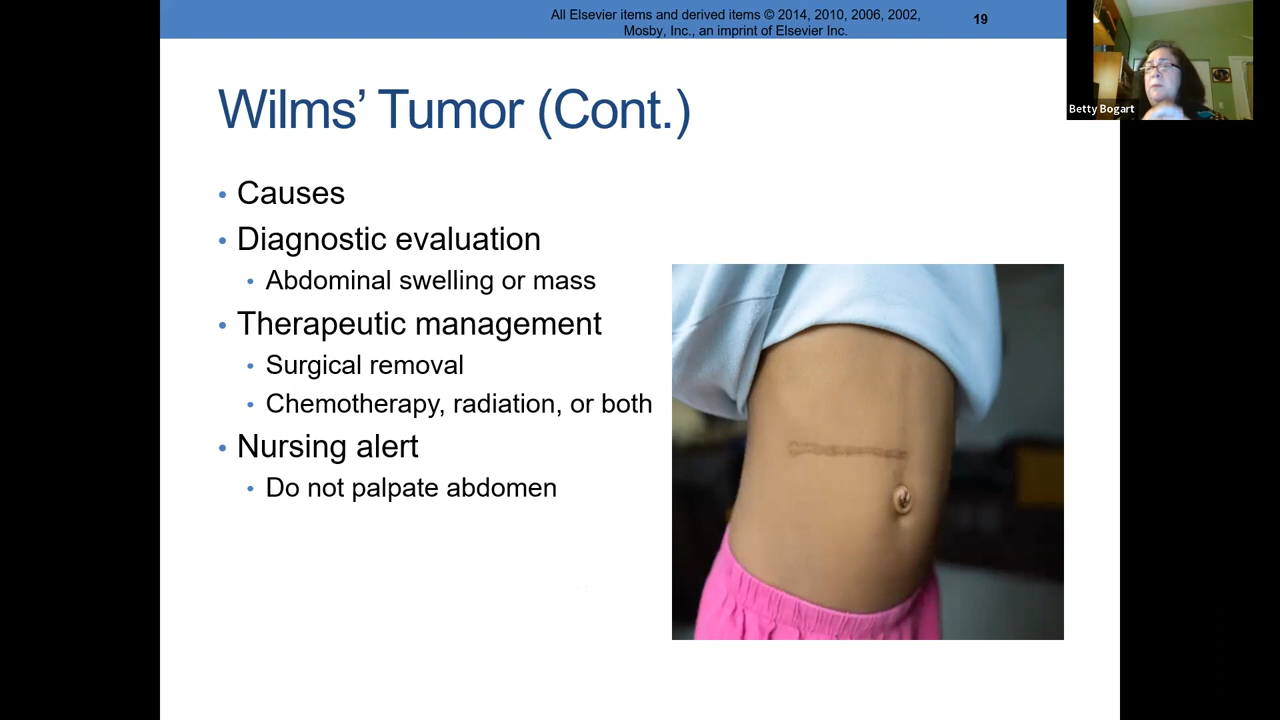 All Elsevier items and derived items © 2014, 2010, 2006, 2002,
Mosby, Inc., an imprint of Elsevier Inc.
19
Betty Bogart
Wilms’ Tumor (Cont.)
• Causes
• Diagnostic evaluation
• Abdominal swelling or mass
• Therapeutic management
• Surgical removal
• Chemotherapy, radiation, or both
• Nursing alert
• Do not palpate abdomen